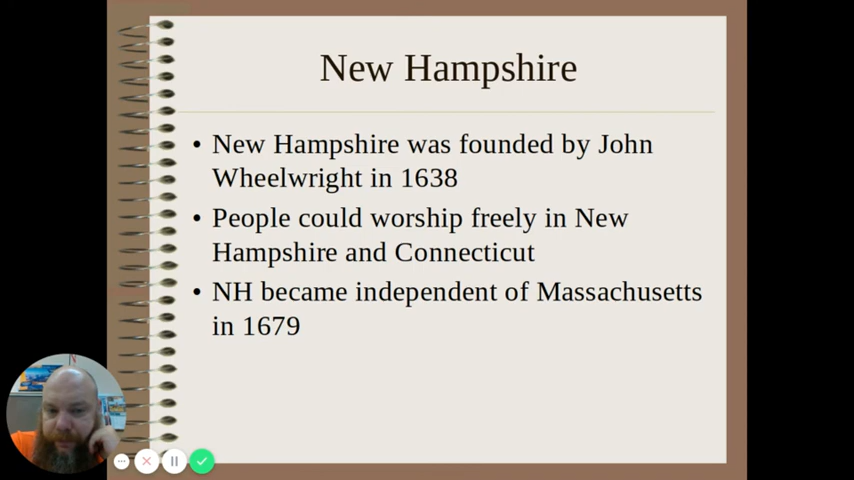 New Hampshire
• New Hampshire was founded by John
Wheelwright in 1638
• People could worship freely in New
Hampshire and Connecticut
• NH became independent of Massachusetts
in 1679